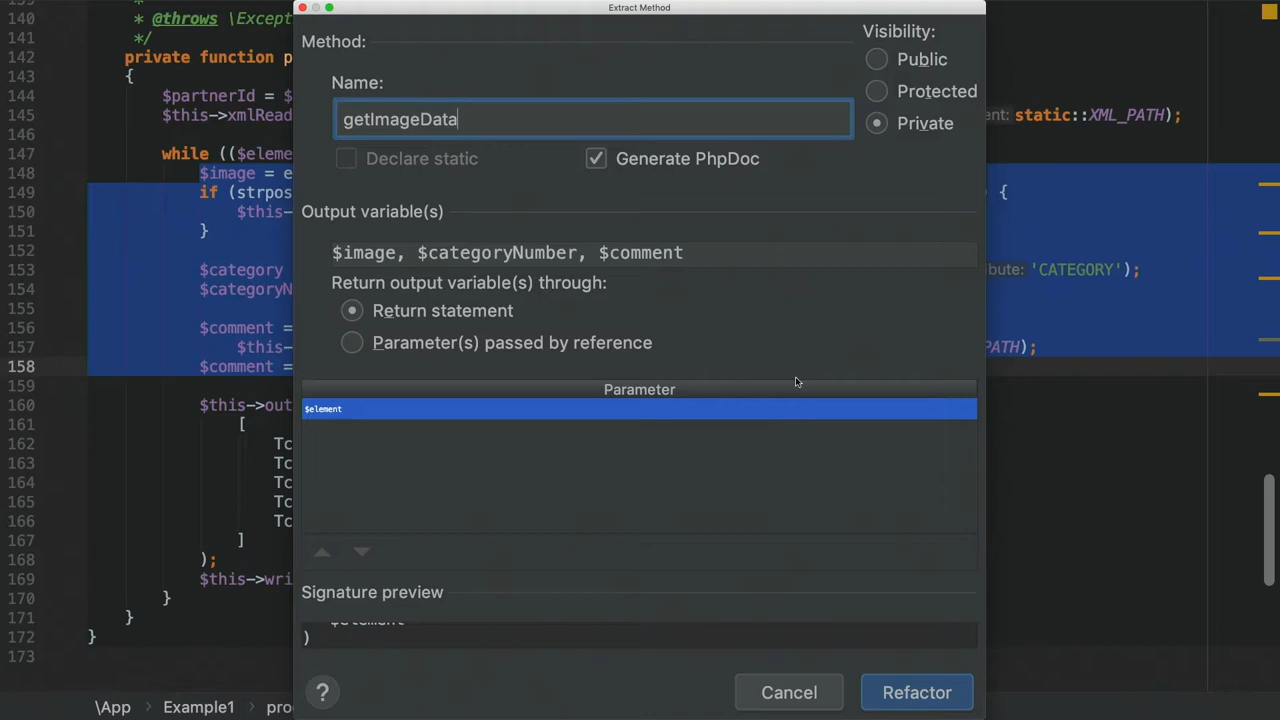 Extract Method
140 * @throws \Except
141 */
142 private function p
143 {
144 $partnerId = $
145 $this->xmlRead ent: static::XML_PATH);
146
147 while (($eleme
148 $image = e
149 if (strpos ) {
150 $this-
151 }
152
153 $category ribute: 'CATEGORY');
154 $categoryN
155
156 $comment =
157 $this- PATH);
158 $comment =
159
160 $this->out
161 [
162 Tc
163 Tc
164 Tc
165 Tc
166 Tc
167 ]
168 );
169 $this->wri
170 }
171 }
172 }
173
\App > Example1 > pro
Method:
Name:
getImageData
Declare static
Generate PhpDoc
Visibility:
Public
Protected
Private
Output variable(s)
$image, $categoryNumber, $comment
Return output variable(s) through:
Return statement
Parameter(s) passed by reference
Parameter
$element
Signature preview
$element
)
?
Cancel
Refactor